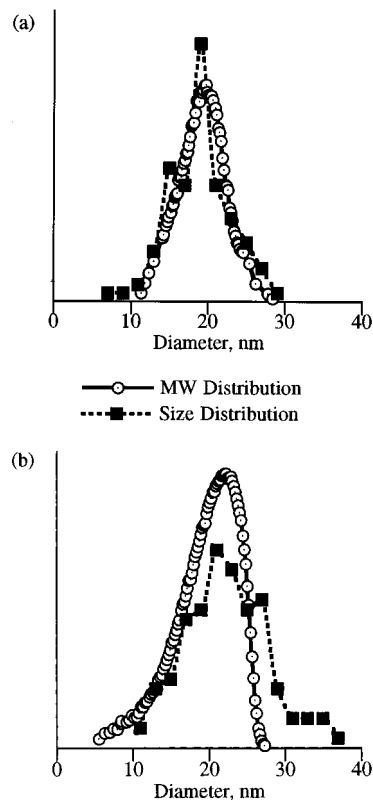 (a)
0 10 20 30 40
Diameter, nm
MW Distribution
Size Distribution
(b)
0 10 20 30 40
Diameter, nm